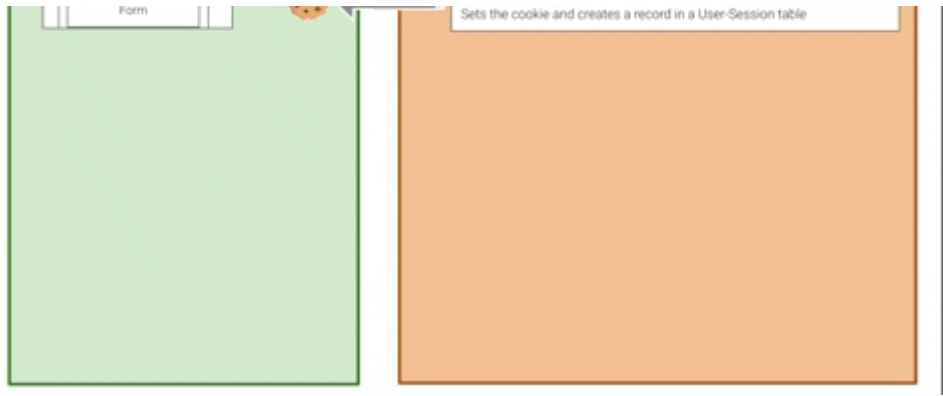 Form
Sets the cookie and creates a record in a User-Session table